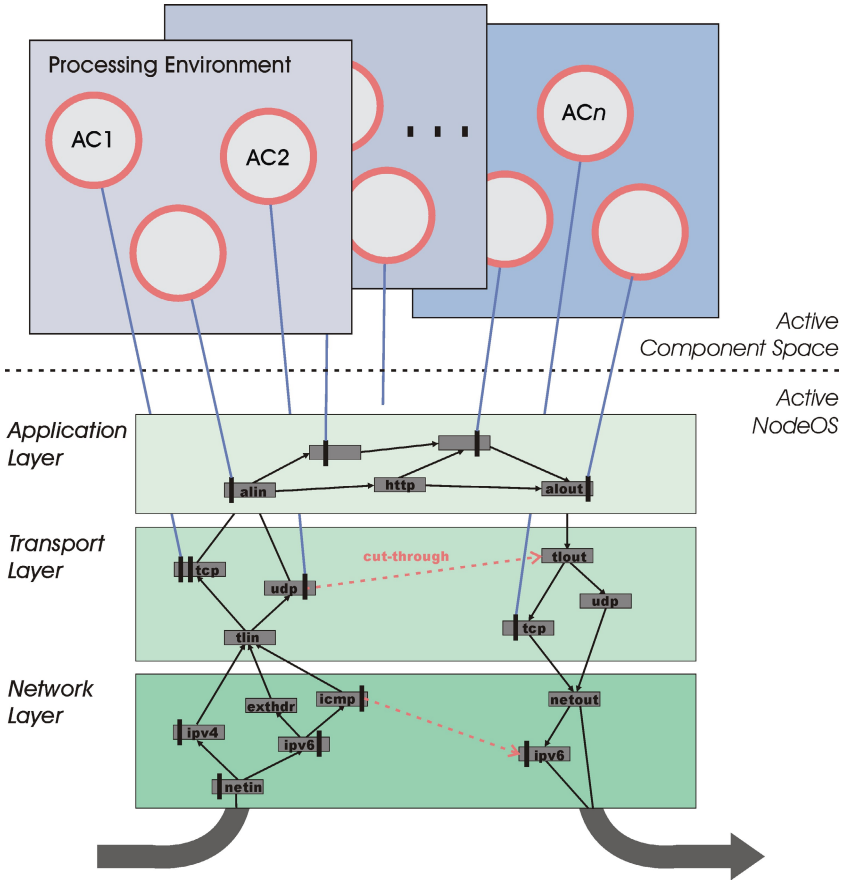 Processing Environment
AC1
AC2
ACn
Active
Component Space
Active
NodeOS
Application
Layer
alin
http
alout
Transport
Layer
tcp
udp
cut-through
tlout
udp
tcp
tlin
Network
Layer
ipv4
exthdr
icmp
ipv6
netin
netout
ipv6